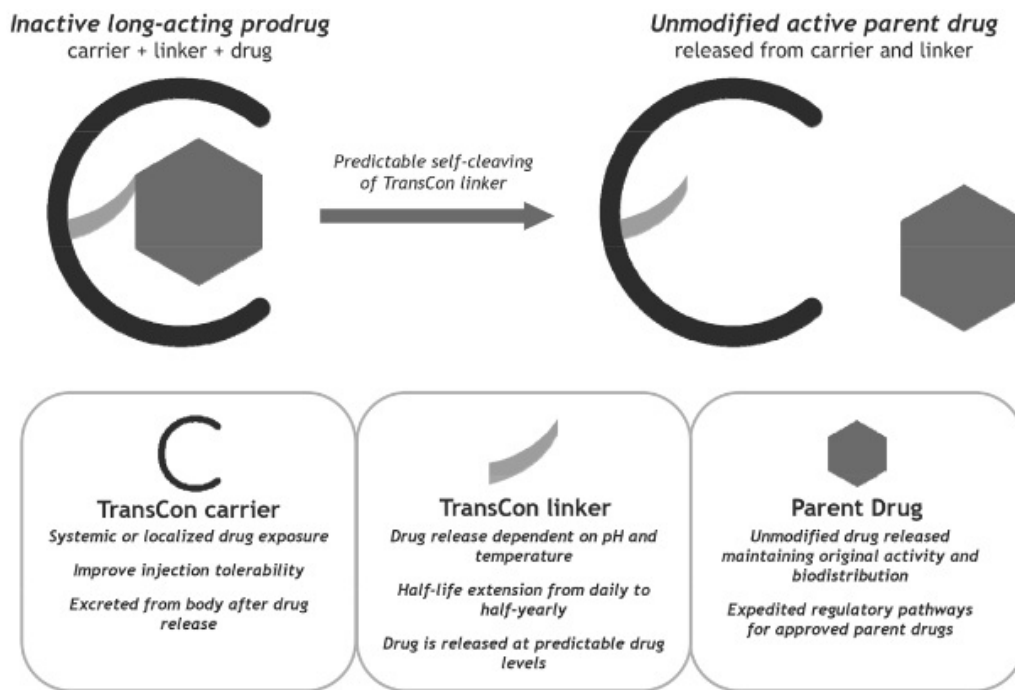 Inactive long-acting prodrug
carrier + linker + drug
Unmodified active parent drug
released from carrier and linker
Predictable self-cleaving
of TransCon linker
TransCon carrier
Systemic or localized drug exposure
Improve injection tolerability
Excreted from body after drug
release
TransCon linker
Drug release dependent on pH and
temperature
Half-life extension from daily to
half-yearly
Drug is released at predictable drug
levels
Parent Drug
Unmodified drug released
maintaining original activity and
biodistribution
Expedited regulatory pathways
for approved parent drugs